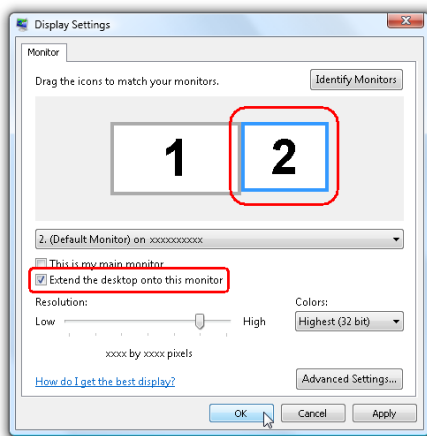 Display Settings
Monitor
Drag the icons to match your monitors.
Identify Monitors
1
2
2. (Default Monitor) on xxxxxxxxxx
This is my main monitor
Extend the desktop onto this monitor
Resolution:
Low
High
xxxx by xxxx pixels
Colors:
Highest (32 bit)
How do I get the best display?
Advanced Settings...
OK
Cancel
Apply